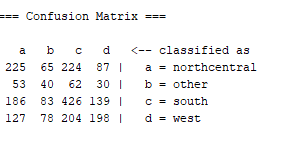 === Confusion Matrix ===
a b c d <-- classified as
225 65 224 87 | a = northcentral
53 40 62 30 | b = other
186 83 426 139 | c = south
127 78 204 198 | d = west